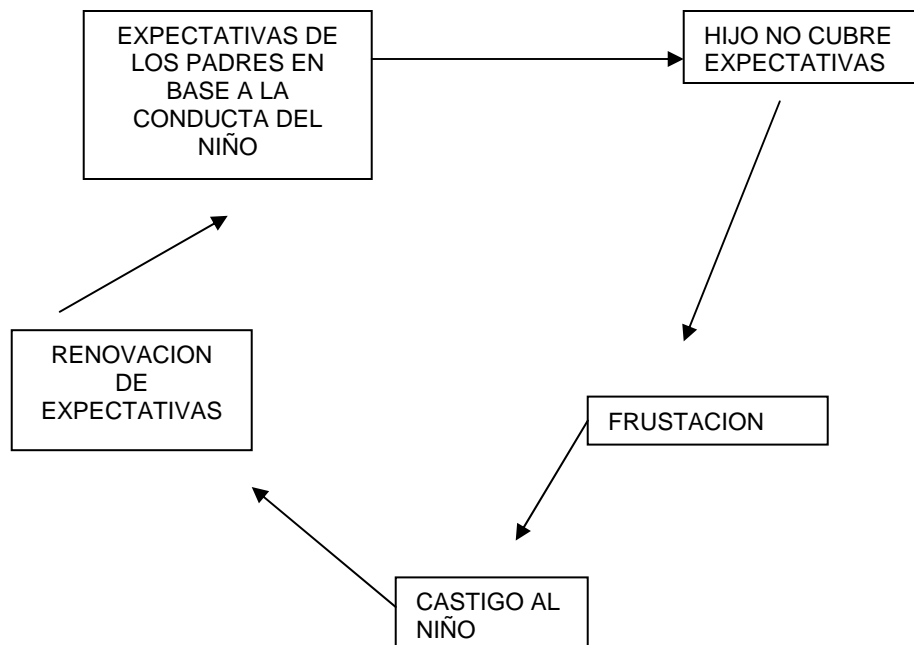 EXPECTATIVAS DE
LOS PADRES EN
BASE A LA
CONDUCTA DEL
NIÑO
HIJO NO CUBRE
EXPECTATIVAS
FRUSTACION
CASTIGO AL
NIÑO
RENOVACION
DE
EXPECTATIVAS